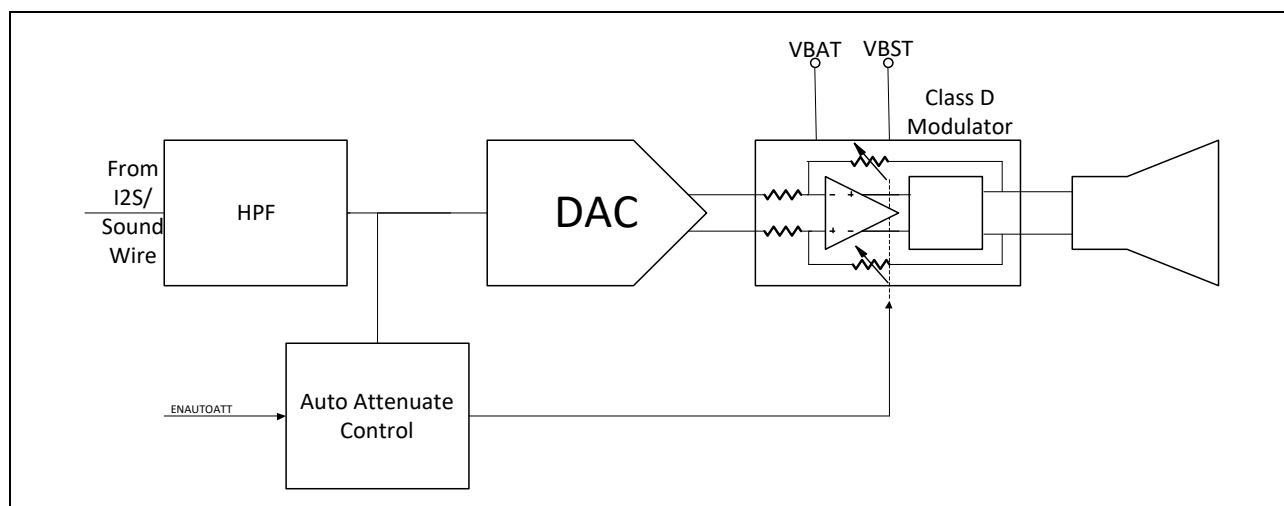 VBAT VBST
Class D
Modulator
From
I2S/
Sound
Wire
HPF
DAC
- +
+ -
ENAUTOATT
Auto Attenuate
Control